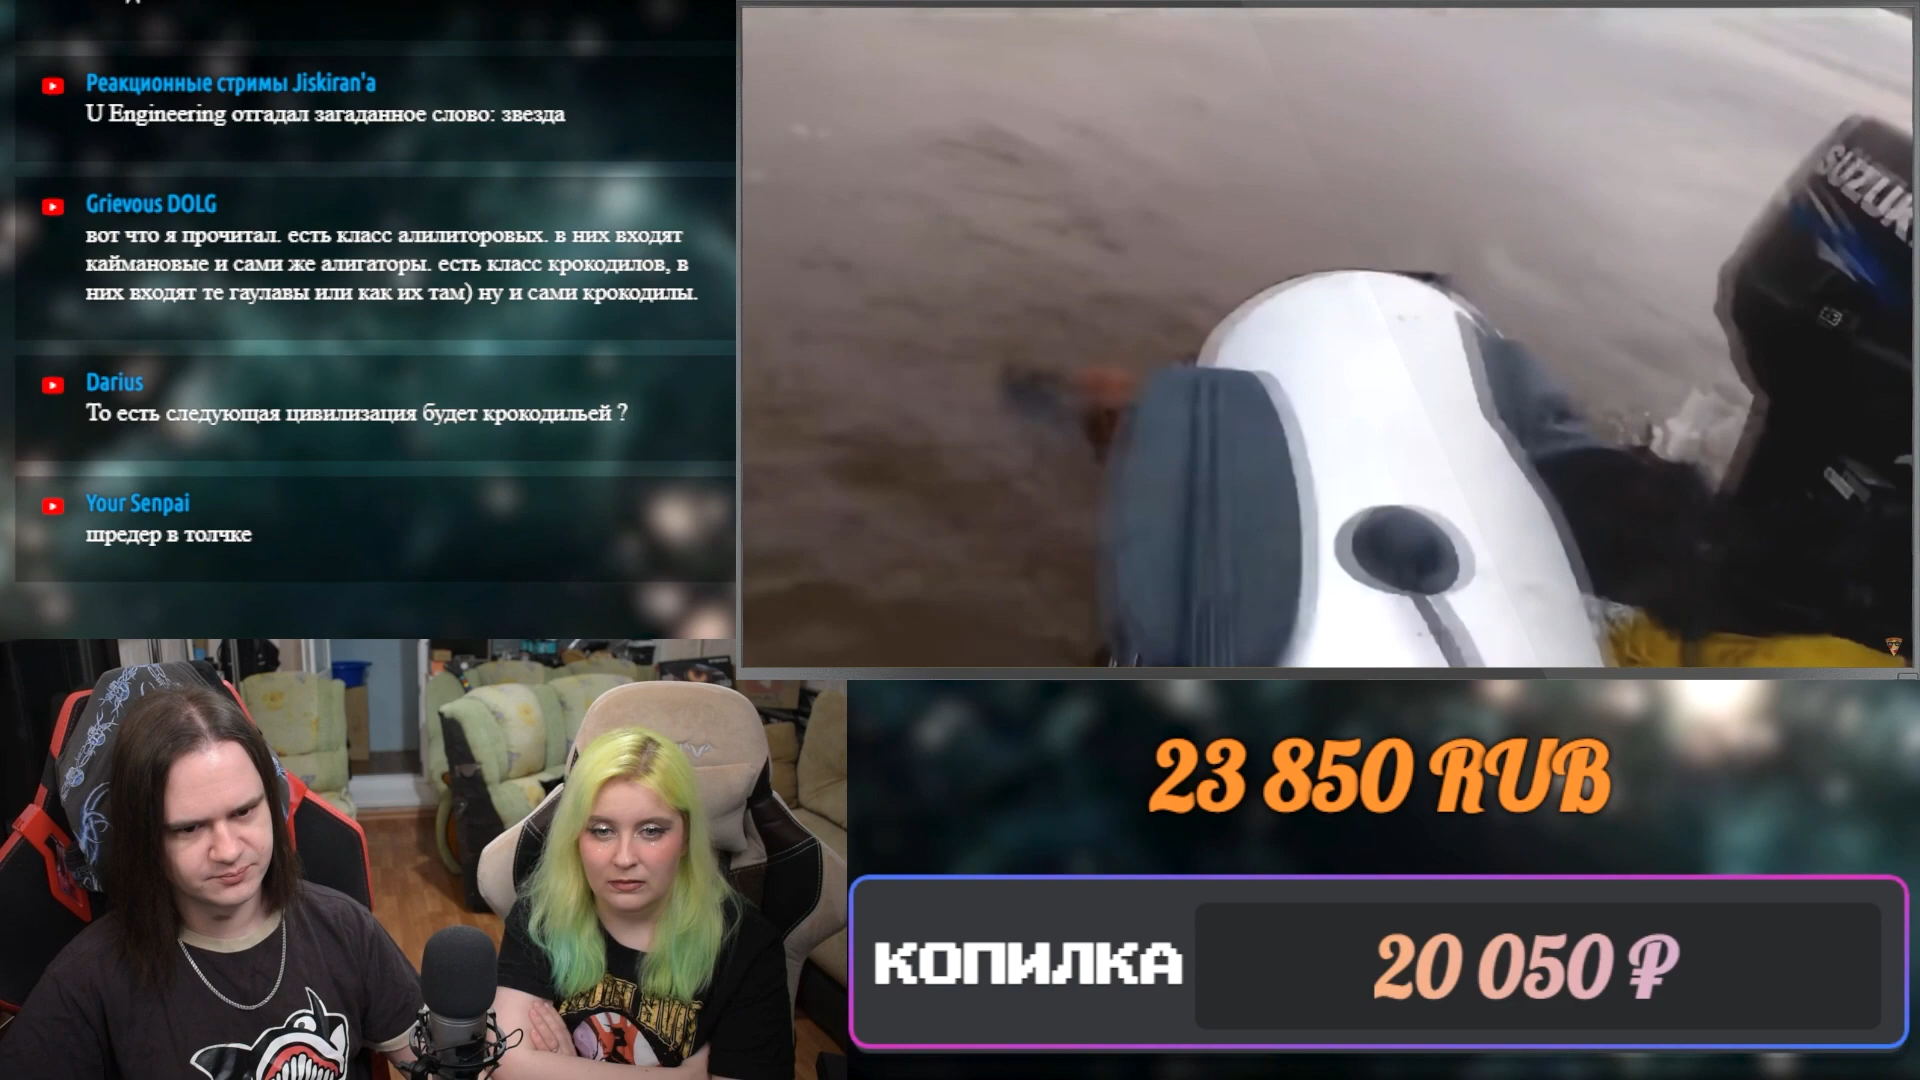 Реакционные стримы Jiskiran'а
U Engineering отгадал загаданное слово: звезда
Grievous DOLG
вот что я прочитал. есть класс алилиторовых. в них входят
каймановые и сами же алигаторы. есть класс крокодилов, в
них входят те гаулавы или как их там) ну и сами крокодилы.
Darius
То есть следующая цивилизация будет крокодильей ?
Your Senpai
шредер в толчке
SUZUKI
23 850 RUB
КОПИЛКА
20 050 ₽